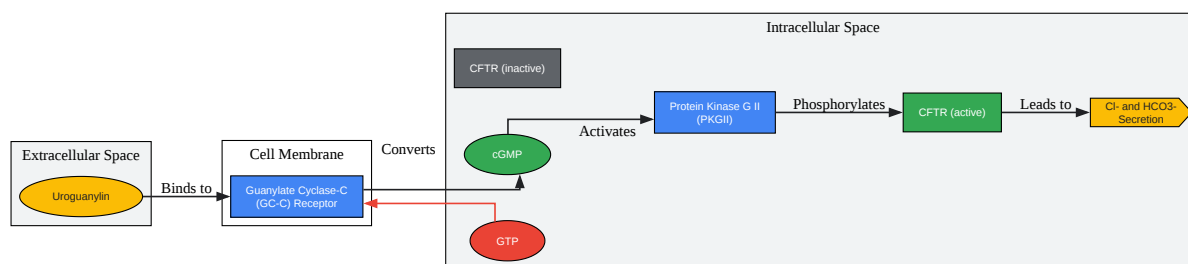 Intracellular Space
CFTR (inactive)
Protein Kinase G II
(PKGII)
Phosphorylates
CFTR (active)
Leads to
Cl- and HCO3-
Secretion
Activates
Extracellular Space
Cell Membrane
Converts
cGMP
Uroguanylin
Binds to
Guanylate Cyclase-C
(GC-C) Receptor
GTP